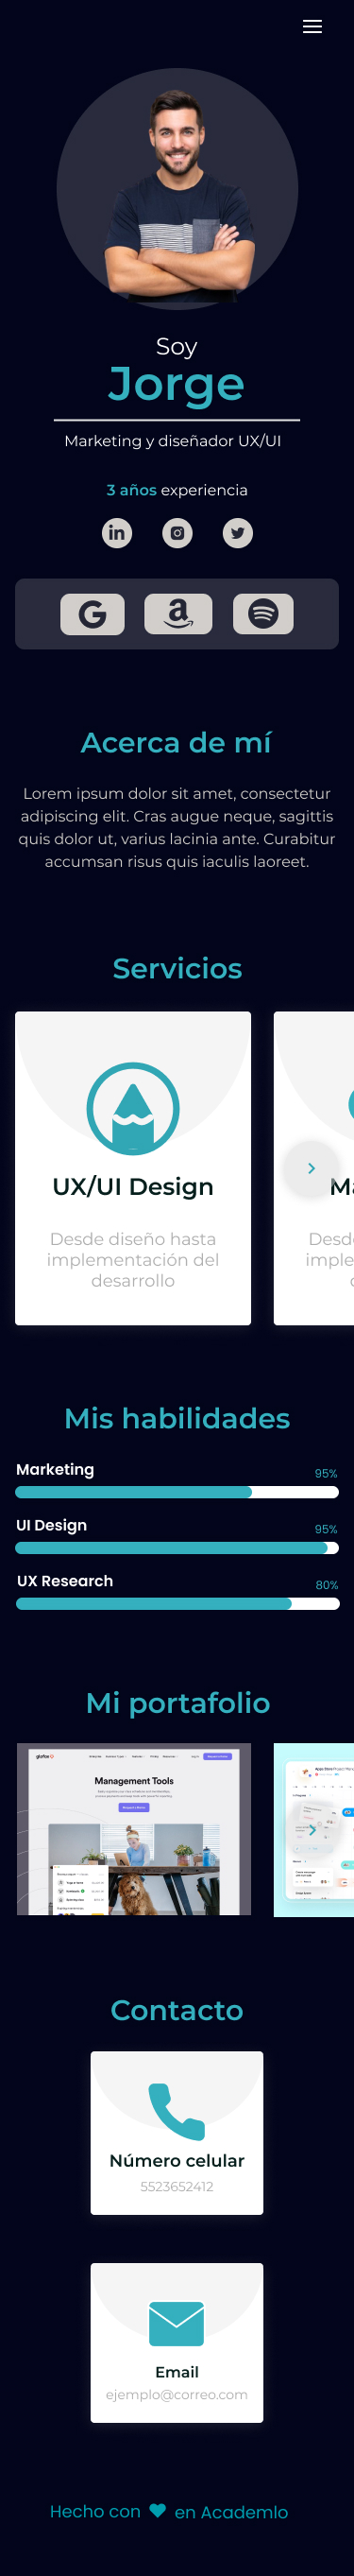 Soy
Jorge
Marketing y diseñador UX/UI
3 años experiencia
Acerca de mí
Lorem ipsum dolor sit amet, consectetur
adipiscing elit. Cras augue neque, sagittis
quis dolor ut, varius lacinia ante. Curabitur
accumsan risus quis iaculis laoreet.
Servicios
UX/UI Design
Desde diseño hasta
implementación del
desarrollo
Mis habilidades
Marketing
95%
UI Design
95%
UX Research
80%
Mi portafolio
Management Tools
Contacto
Número celular
5523652412
Email
ejemplo@correo.com
Hecho con en Academlo